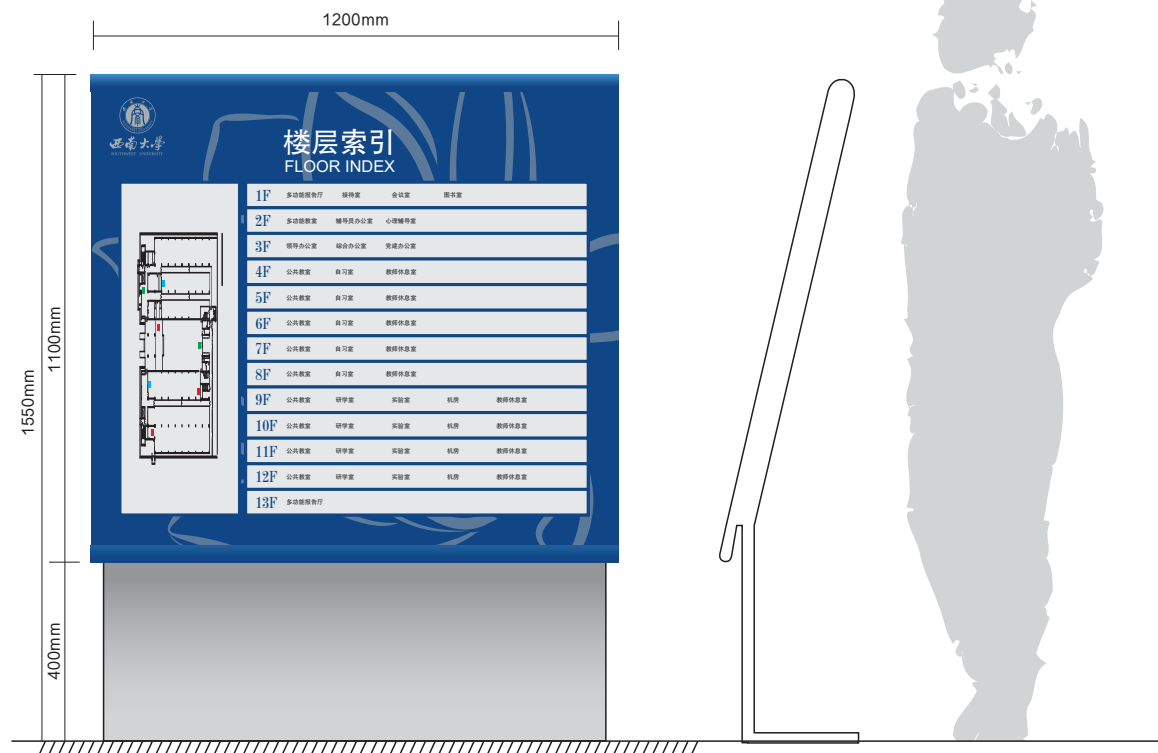 1200mm
西南大学
SOUTHWEST UNIVERSITY
楼层索引
FLOOR INDEX
1F 多功能报告厅 接待室 会议室 图书室
2F 多功能教室 辅导员办公室 心理辅导室
3F 领导办公室 综合办公室 党建办公室
4F 公共教室 自习室 教师休息室
5F 公共教室 自习室 教师休息室
6F 公共教室 自习室 教师休息室
7F 公共教室 自习室 教师休息室
8F 公共教室 自习室 教师休息室
9F 公共教室 研学室 实验室 机房 教师休息室
10F 公共教室 研学室 实验室 机房 教师休息室
11F 公共教室 研学室 实验室 机房 教师休息室
12F 公共教室 研学室 实验室 机房 教师休息室
13F 多功能报告厅
1550mm
1100mm
400mm